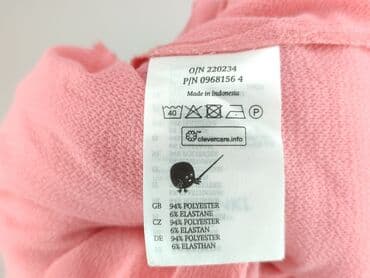 O/N 220234
P/N 0968156 4
Made in Indonesia
40 P
clevercare.info
GB 94% POLYESTER
6% ELASTANE
CZ 94% POLYESTER
6% ELASTAN
DE 94% POLYESTER
6% ELASTHAN